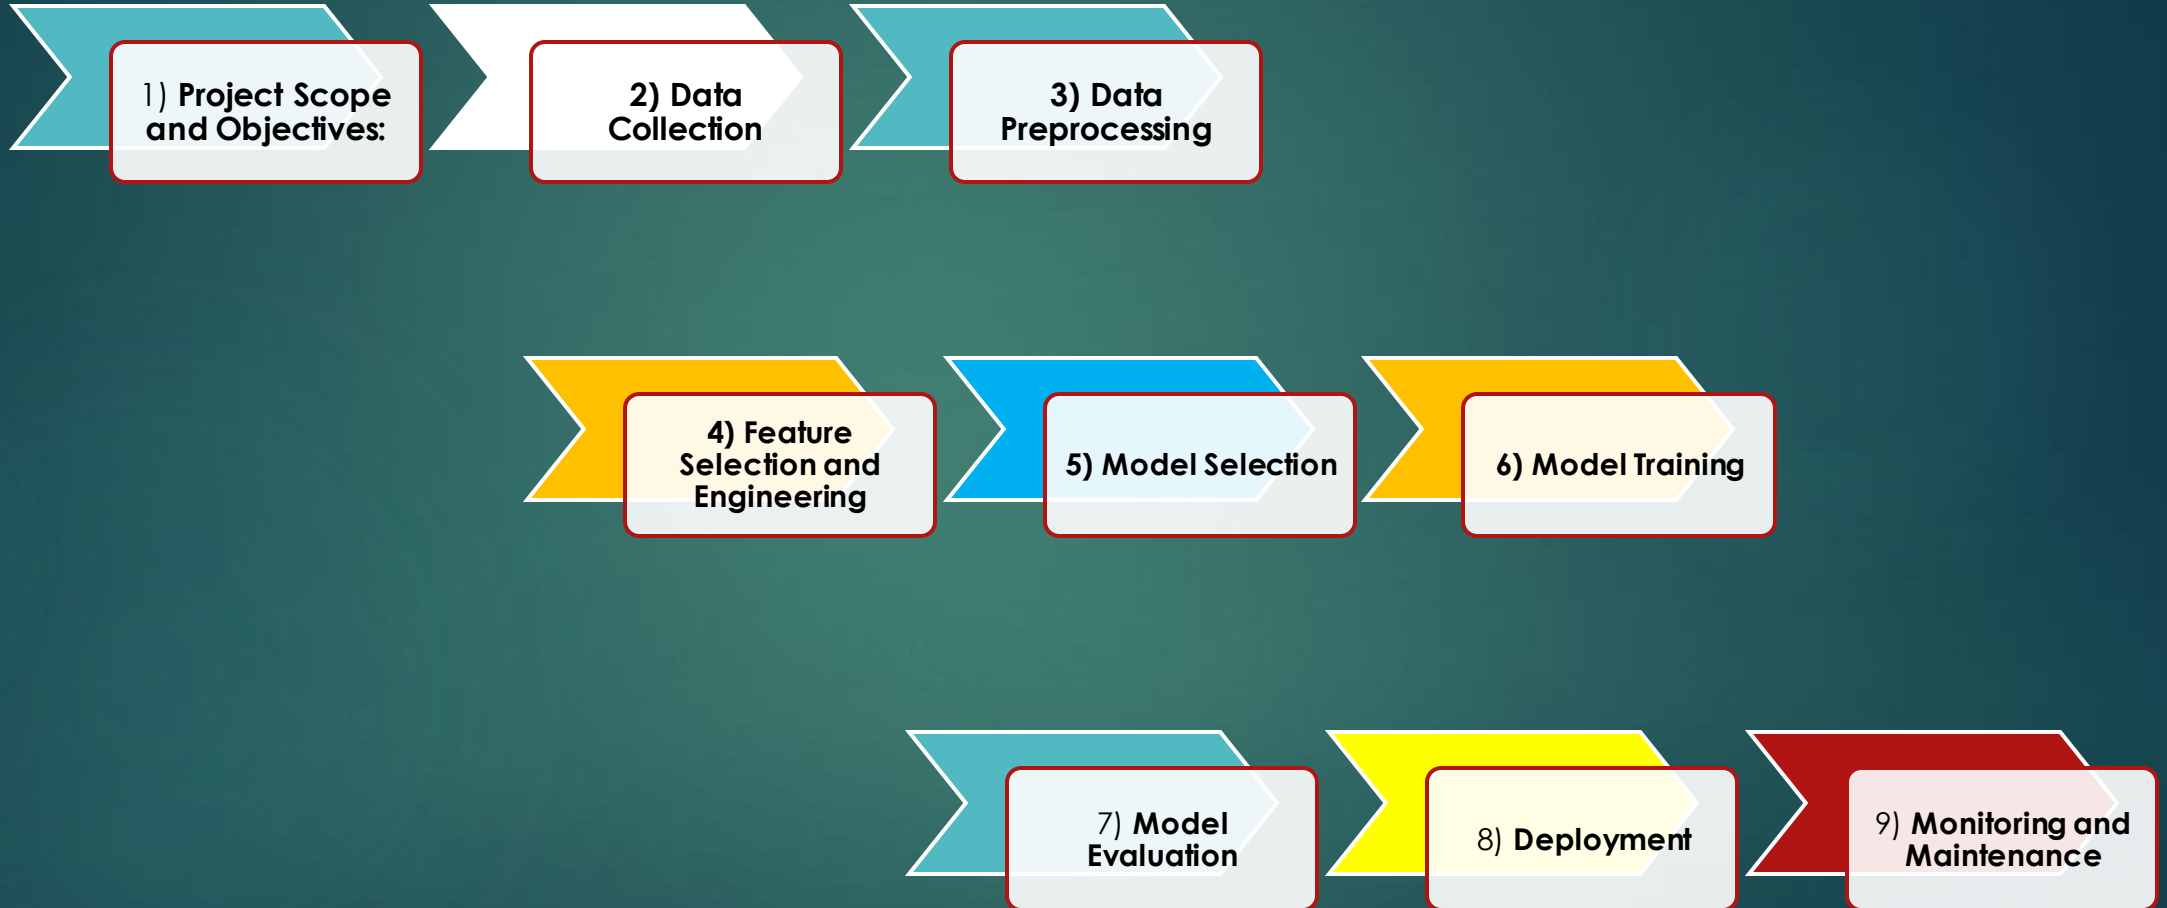 1) Project Scope
and Objectives:
2) Data
Collection
3) Data
Preprocessing
4) Feature
Selection and
Engineering
5) Model Selection
6) Model Training
7) Model
Evaluation
8) Deployment
9) Monitoring and
Maintenance